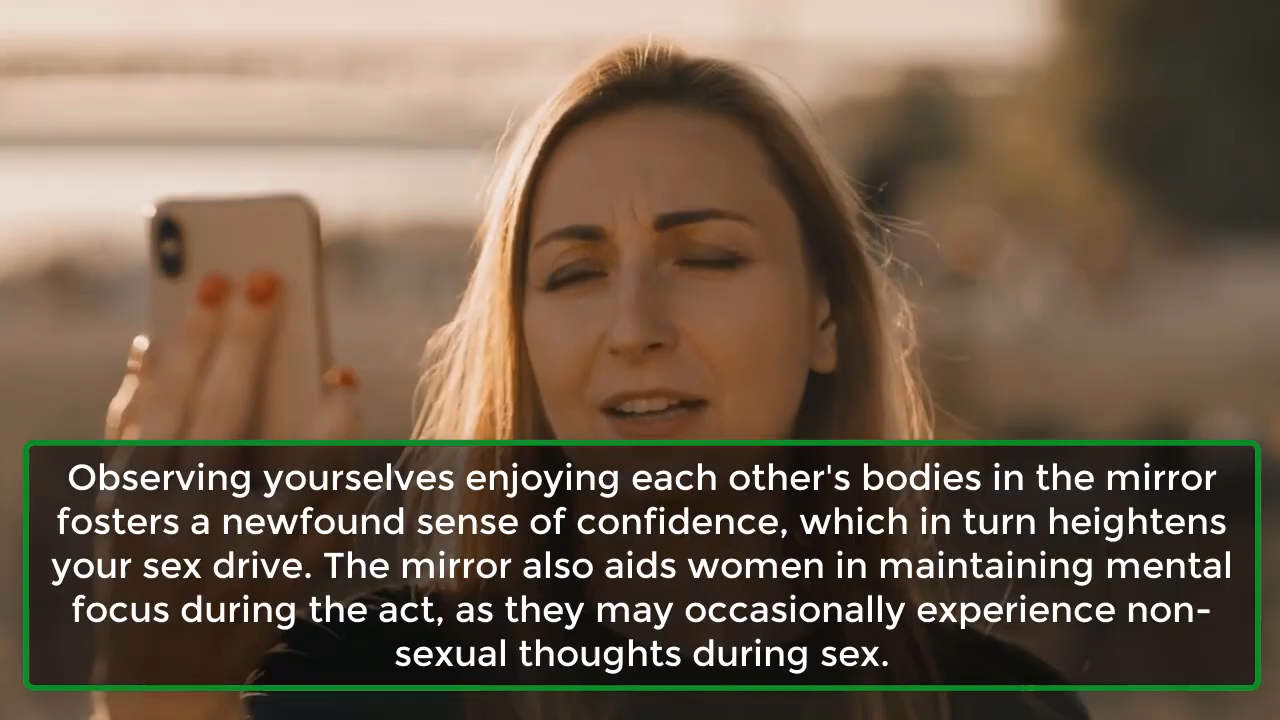 Observing yourselves enjoying each other's bodies in the mirror
fosters a newfound sense of confidence, which in turn heightens
your sex drive. The mirror also aids women in maintaining mental
focus during the act, as they may occasionally experience non-
sexual thoughts during sex.